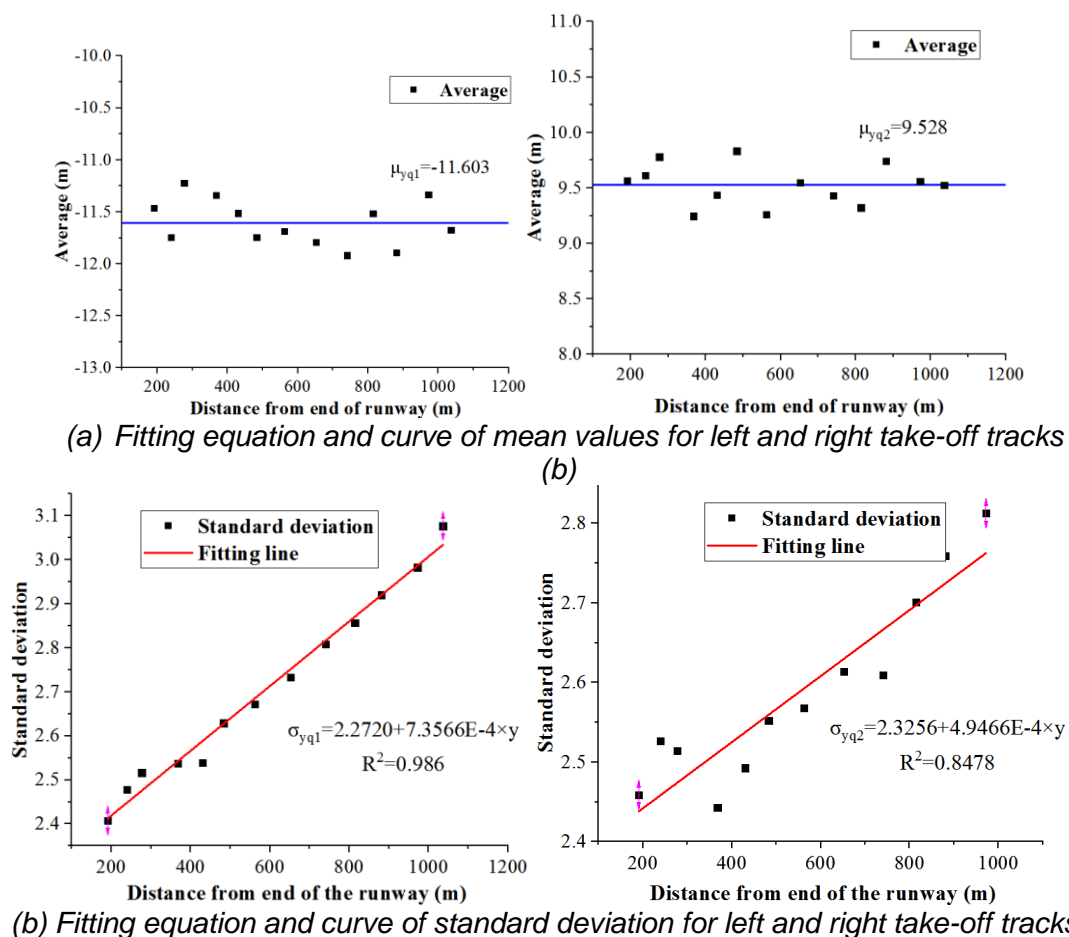 -10.0
-10.5
-11.0
-11.5
-12.0
-12.5
-13.0
Average (m)
Average
μyq1=-11.603
200 400 600 800 1000 1200
Distance from end of runway (m)
11.0
10.5
10.0
9.5
9.0
8.5
8.0
Average (m)
Average
μyq2=9.528
200 400 600 800 1000 1200
Distance from end of runway (m)
(a) Fitting equation and curve of mean values for left and right take-off tracks
(b)
3.1
3.0
2.9
2.8
2.7
2.6
2.5
2.4
Standard deviation
Standard deviation
Fitting line
σyq1=2.2720+7.3566E-4×y
R²=0.986
200 400 600 800 1000 1200
Distance from end of the runway (m)
2.8
2.7
2.6
2.5
2.4
Standard deviation
Standard deviation
Fitting line
σyq2=2.3256+4.9466E-4×y
R²=0.8478
200 400 600 800 1000
Distance from end of the runway (m)
(b) Fitting equation and curve of standard deviation for left and right take-off tracks